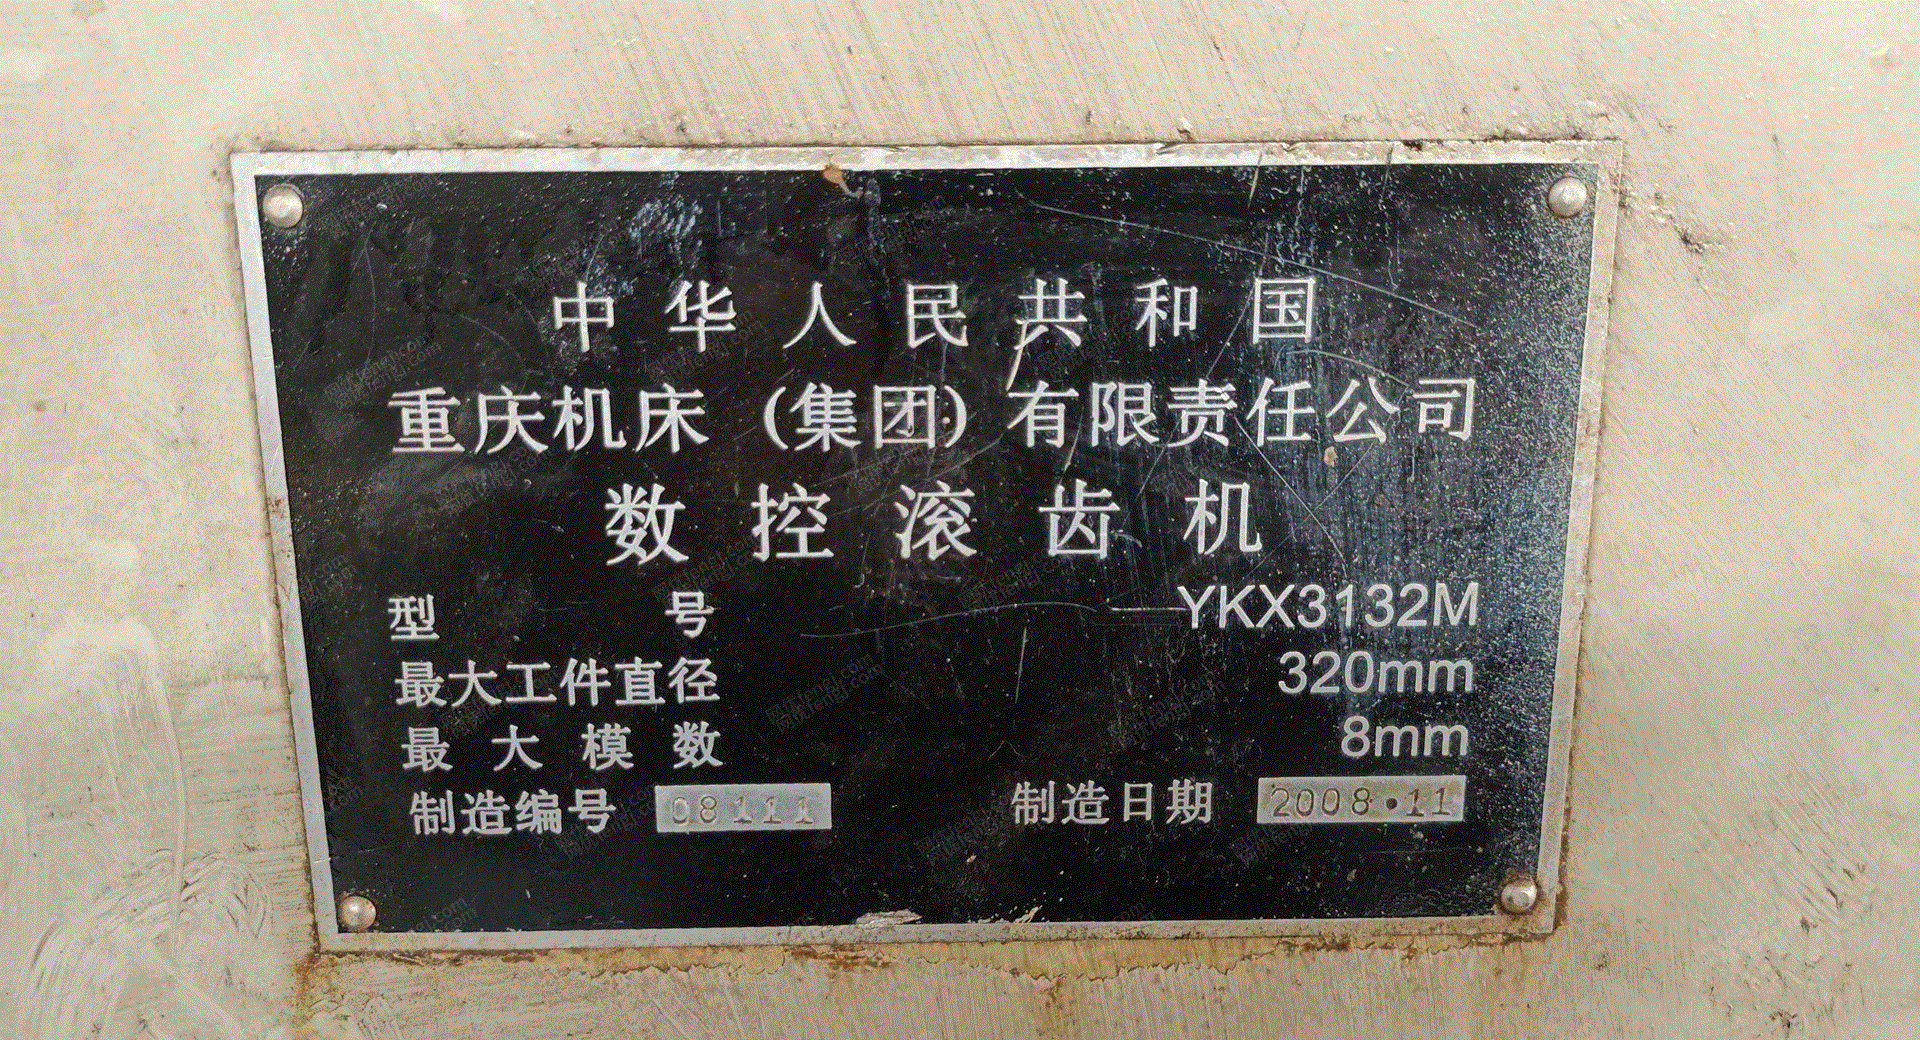 中华人民共和国
重庆机床(集团)有限责任公司
数控滚齿机
型号 YKX3132M
最大工件直径 320mm
最大模数 8mm
制造编号 08111 制造日期 2008·11